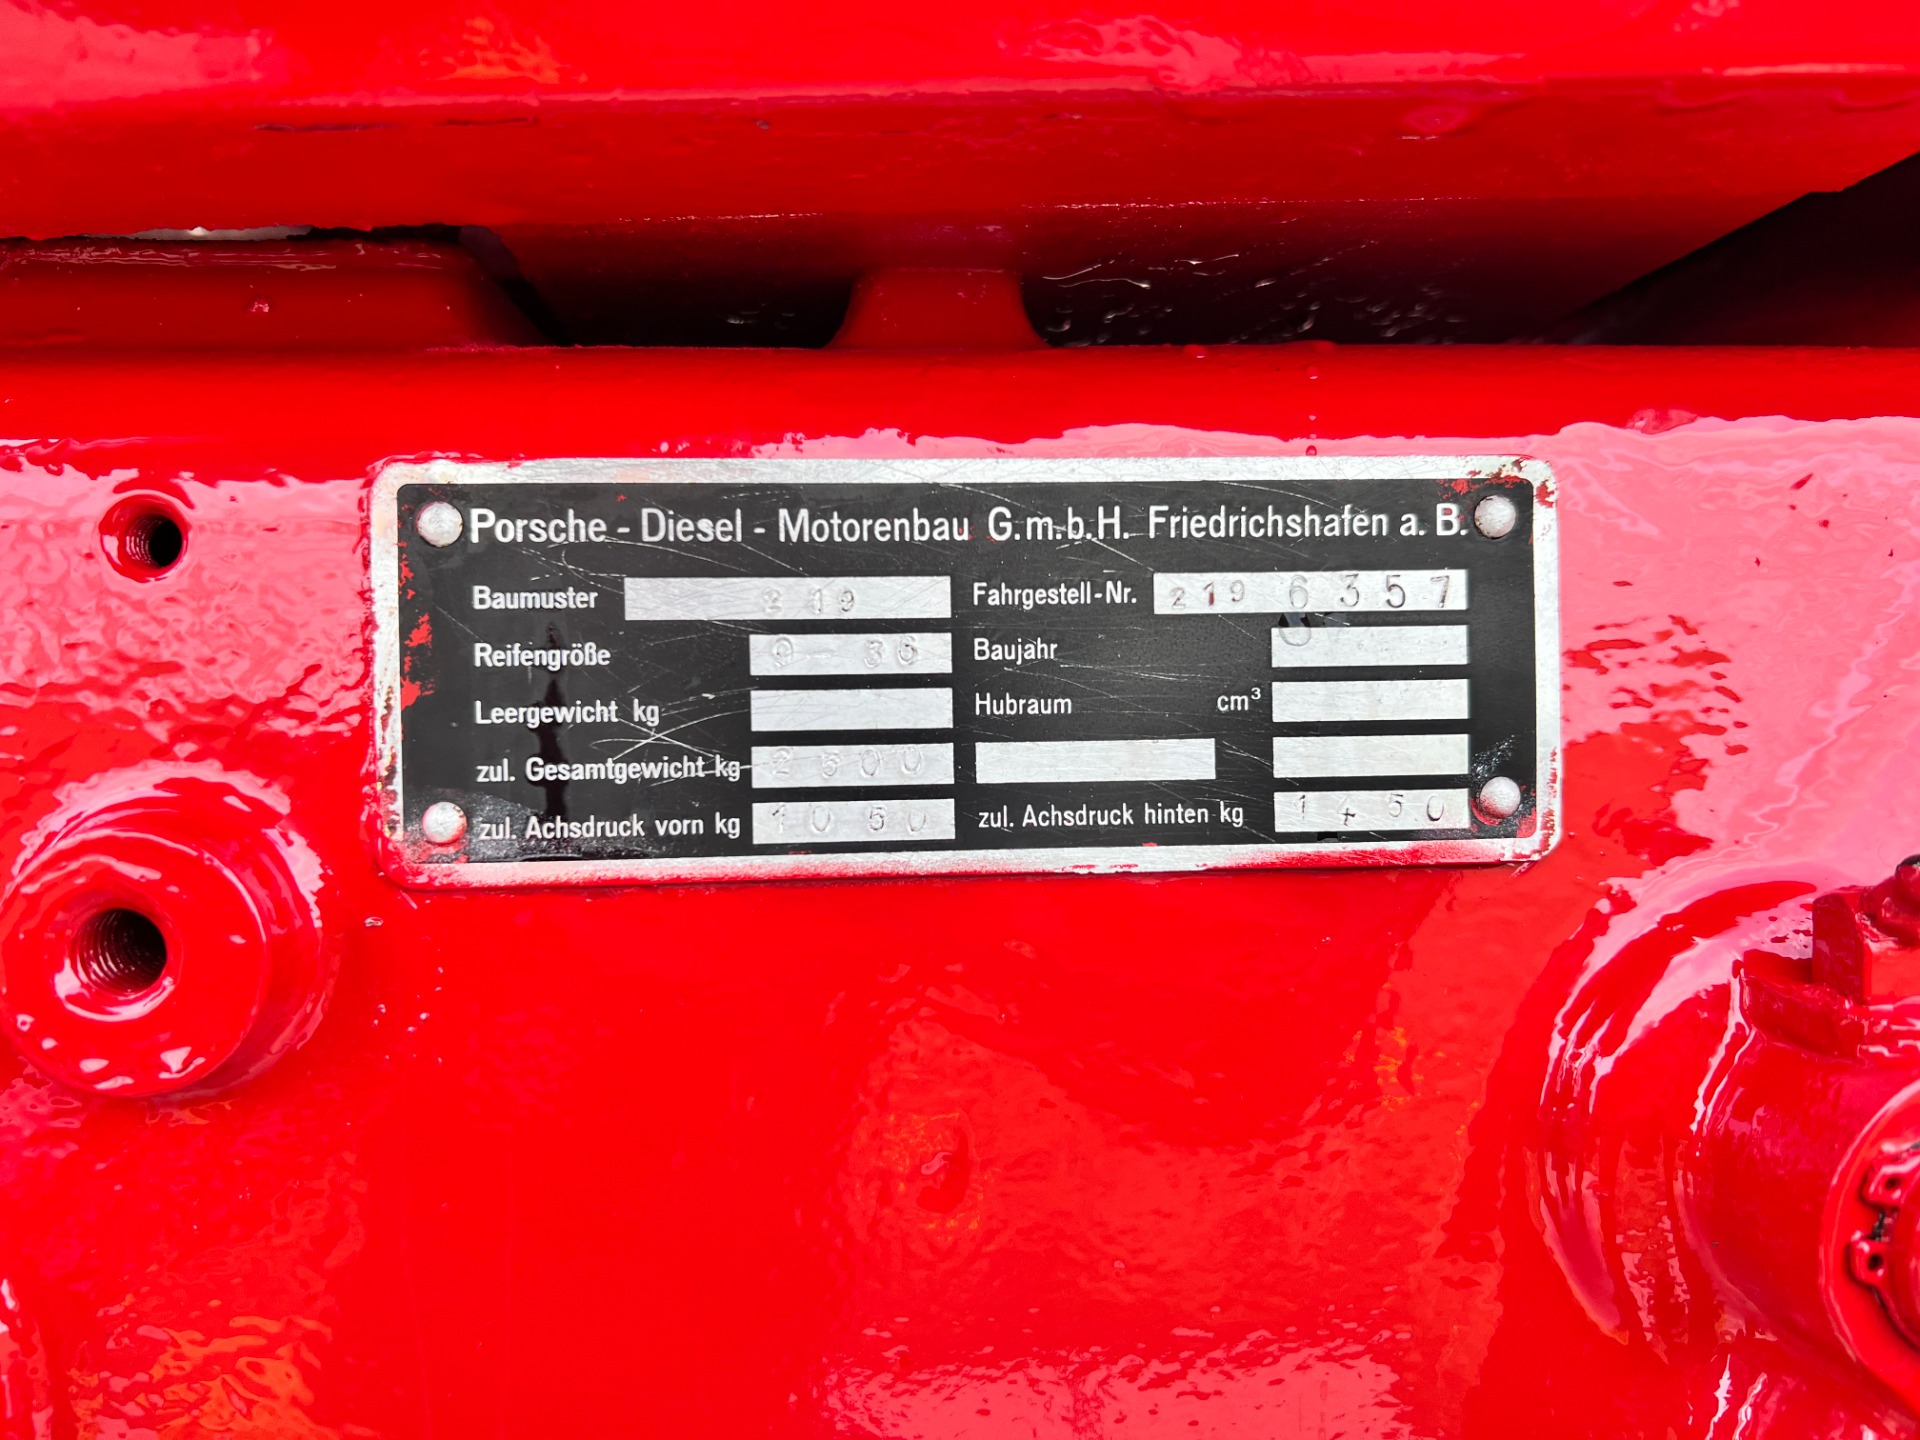 Porsche - Diesel - Motorenbau G.m.b.H. Friedrichshafen a. B.
Baumuster 219 Fahrgestell-Nr. 219 6357
Reifengröße 9 - 36 Baujahr
Leergewicht kg Hubraum cm³
zul. Gesamtgewicht kg 2500
zul. Achsdruck vorn kg 1050 zul. Achsdruck hinten kg 1450